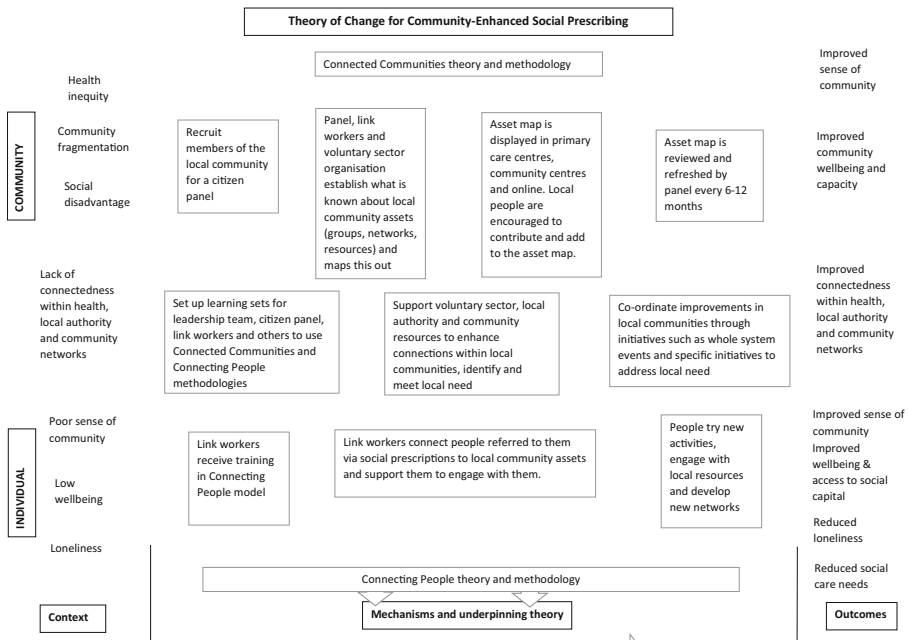 Theory of Change for Community-Enhanced Social Prescribing
Connected Communities theory and methodology
COMMUNITY
Health
inequity
Community
fragmentation
Social
disadvantage
Recruit
members of the
local community
for a citizen
panel
Panel, link
workers and
voluntary sector
organisation
establish what is
known about local
community assets
(groups, networks,
resources) and
maps this out
Asset map is
displayed in primary
care centres,
community centres
and online. Local
people are
encouraged to
contribute and add
to the asset map.
Asset map is
reviewed and
refreshed by
panel every 6-12
months
Improved
sense of
community
Improved
community
wellbeing and
capacity
Lack of
connectedness
within health,
local authority
and community
networks
Set up learning sets for
leadership team, citizen panel,
link workers and others to use
Connected Communities and
Connecting People
methodologies
Support voluntary sector, local
authority and community
resources to enhance
connections within local
communities, identify and
meet local need
Co-ordinate improvements in
local communities through
initiatives such as whole system
events and specific initiatives to
address local need
Improved
connectedness
within health,
local authority
and community
networks
INDIVIDUAL
Poor sense of
community
Low
wellbeing
Loneliness
Link workers
receive training
in Connecting
People model
Link workers connect people referred to them
via social prescriptions to local community assets
and support them to engage with them.
People try new
activities,
engage with
local resources
and develop
new networks
Improved sense of
community
Improved
wellbeing &
access to social
capital
Reduced
loneliness
Reduced social
care needs
Connecting People theory and methodology
Context
Mechanisms and underpinning theory
Outcomes